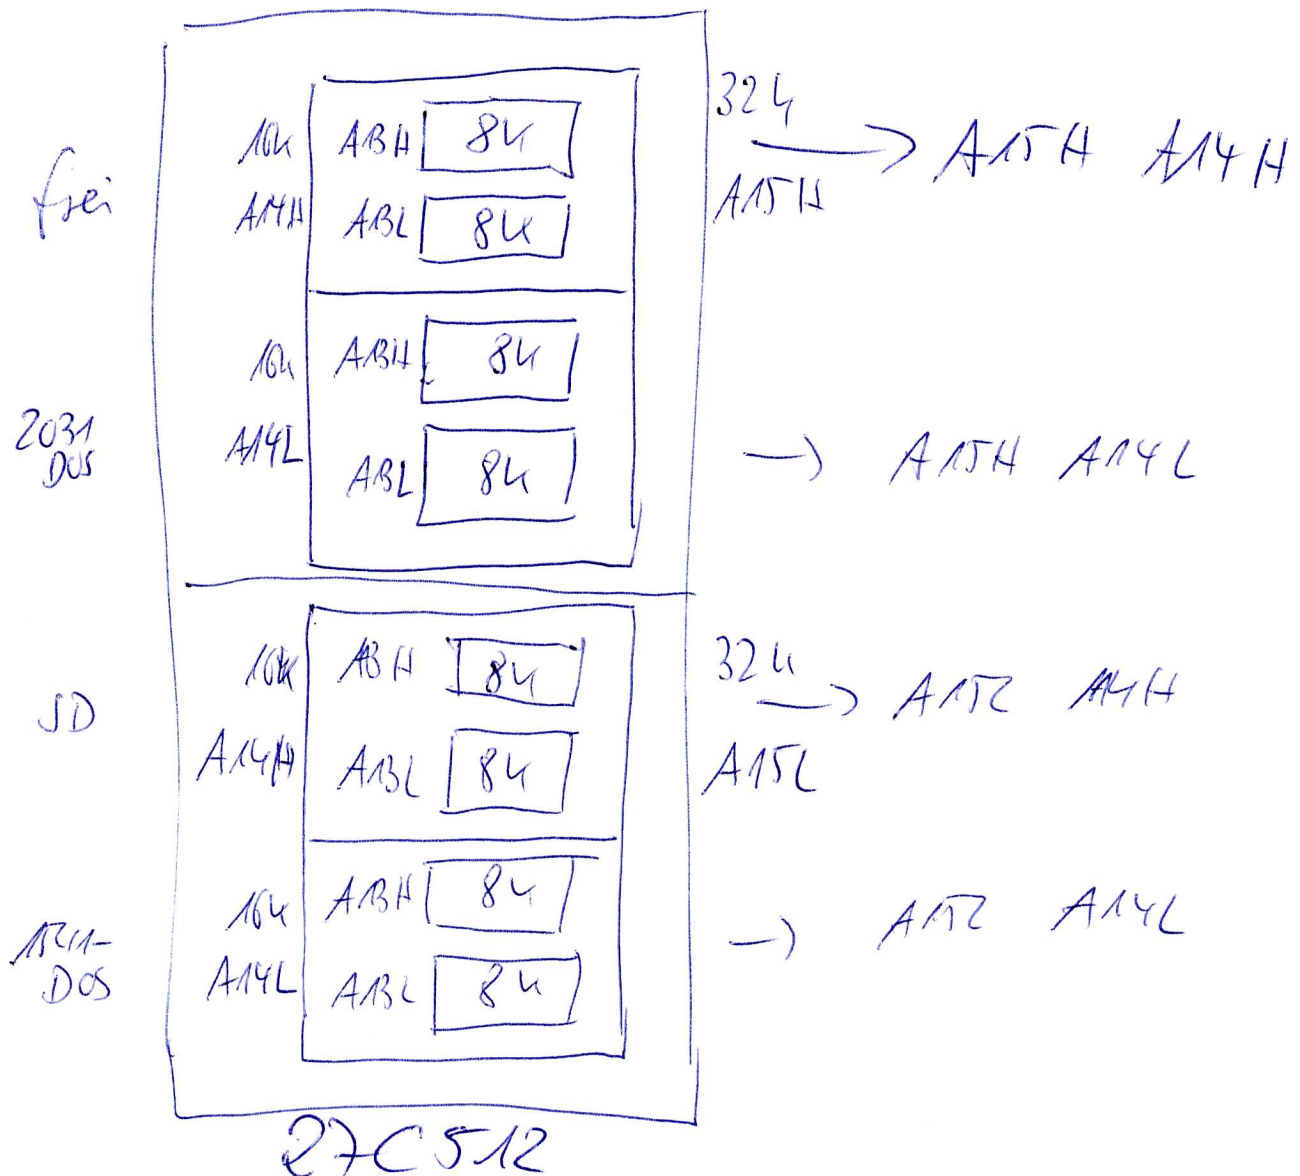 frei
16k A13H 8k
A14H A13L 8k
32k
A15H
A15H A14H
2031
DOS
16k A13H 8k
A14L A13L 8k
A15H A14L
SD
16k A13H 8k
A14H A13L 8k
32k
A15L
A15L A14H
1541-
DOS
16k A13H 8k
A14L A13L 8k
A15L A14L
27C512